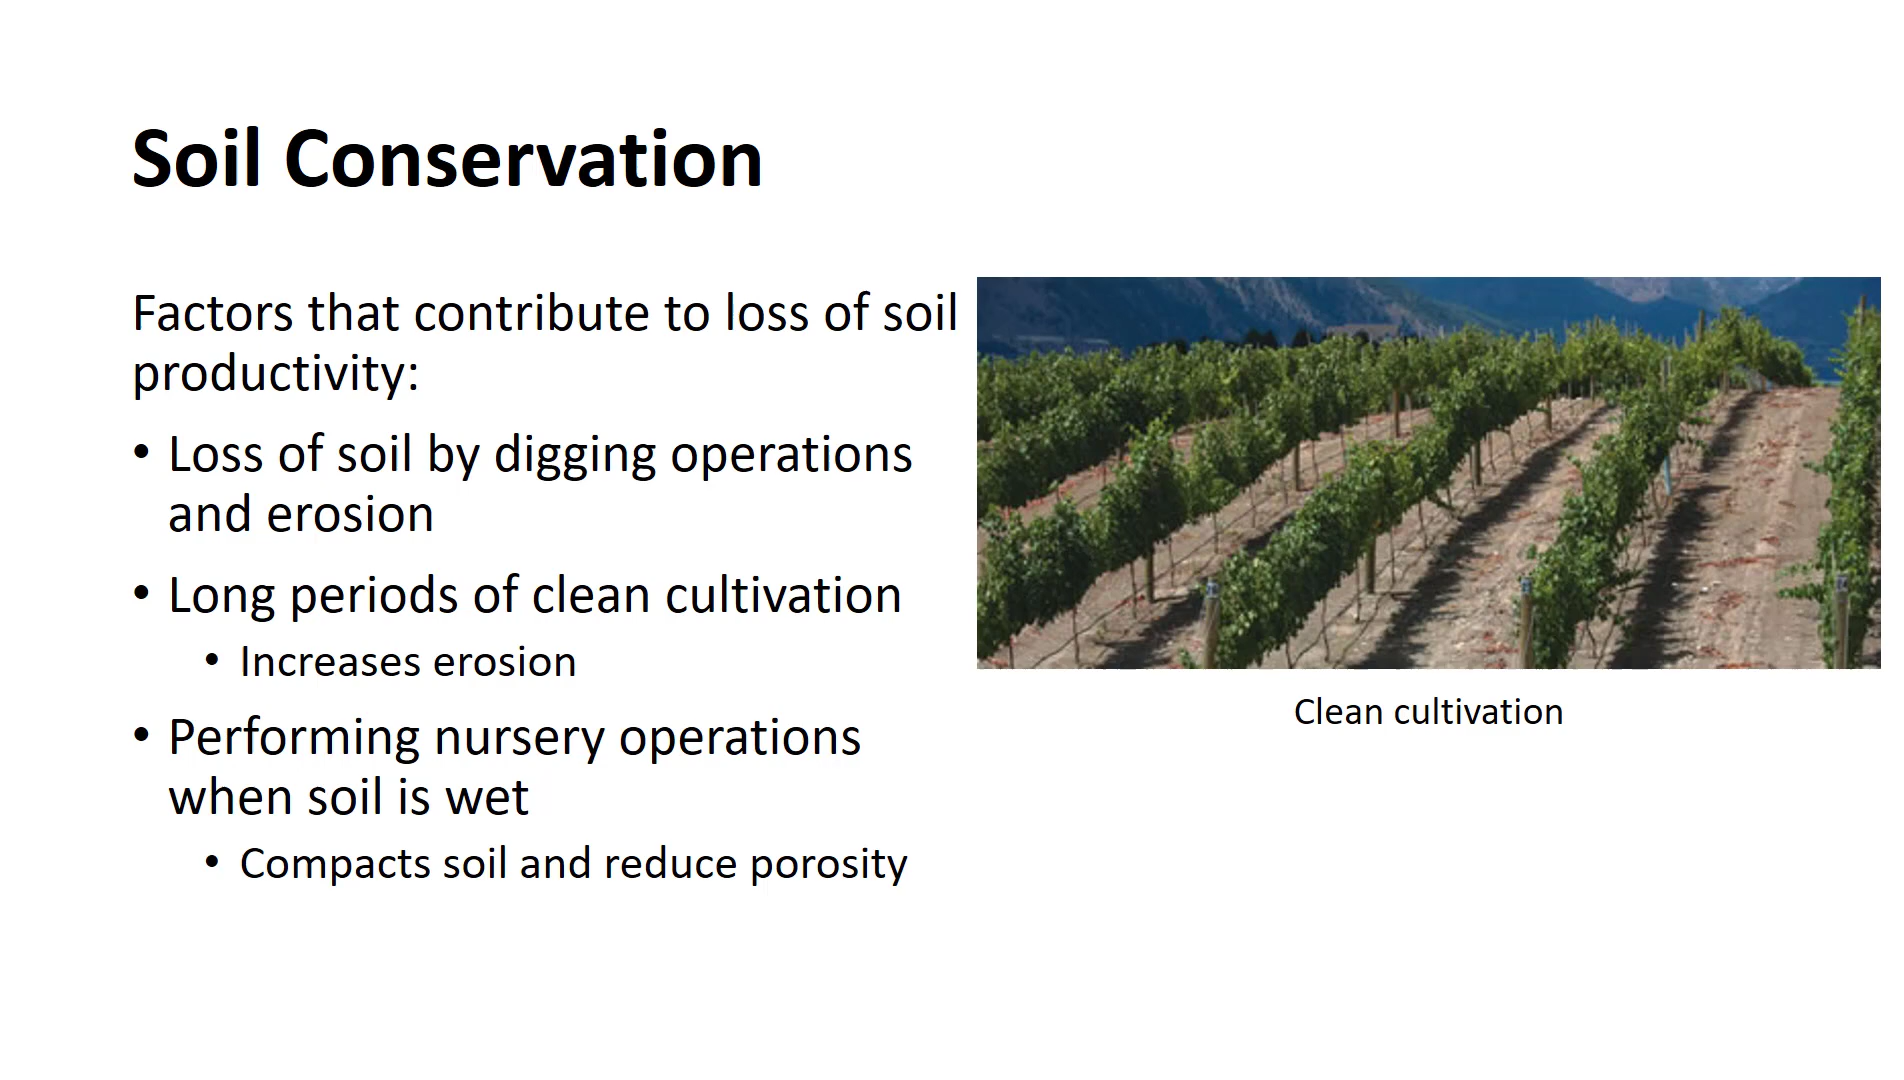 Soil Conservation
Factors that contribute to loss of soil
productivity:
• Loss of soil by digging operations
and erosion
• Long periods of clean cultivation
• Increases erosion
• Performing nursery operations
when soil is wet
• Compacts soil and reduce porosity
Clean cultivation